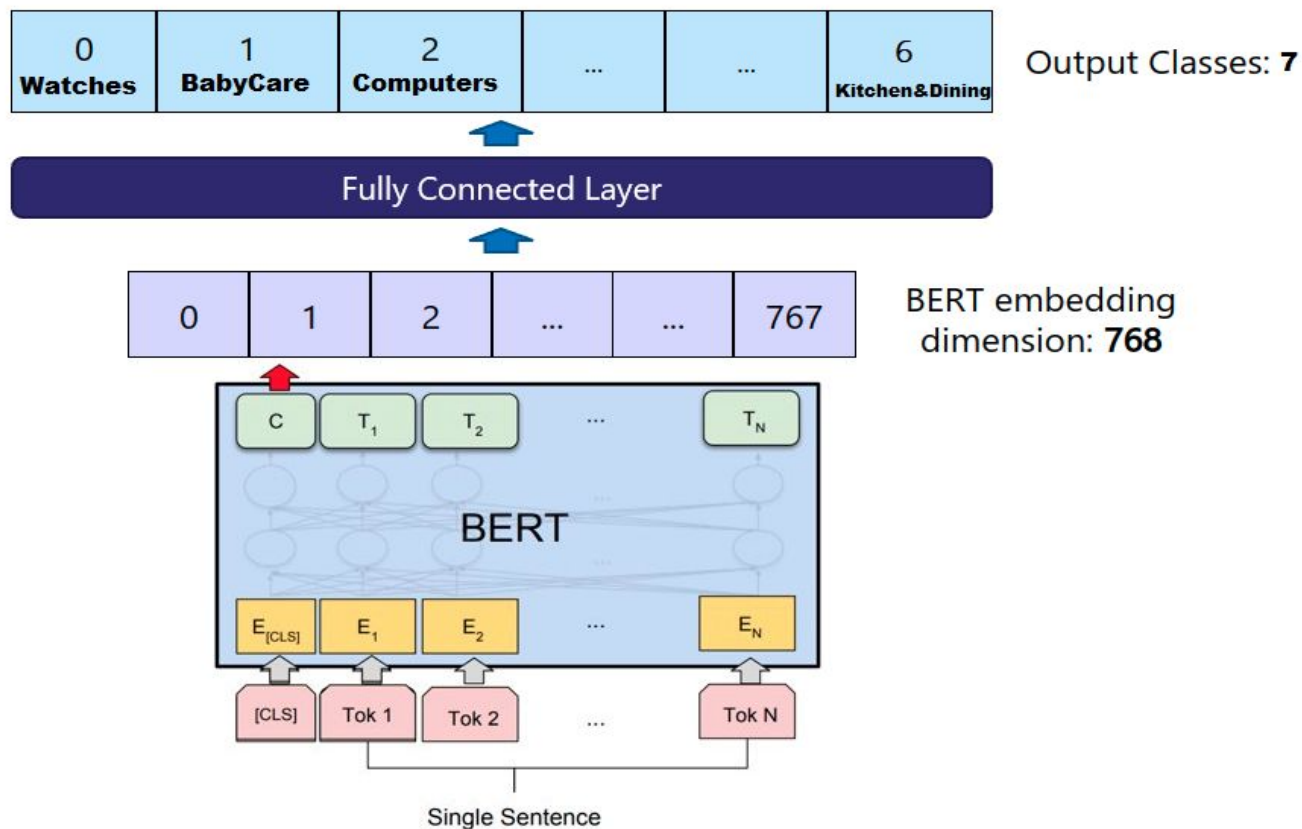 0 1 2 ... ... 6
Watches BabyCare Computers Kitchen&Dining
Output Classes: 7
Fully Connected Layer
0 1 2 ... ... 767
BERT embedding
dimension: 768
C T1 T2 ... TN
...
BERT
...
E[CLS] E1 E2 ... EN
[CLS] Tok 1 Tok 2 ... Tok N
Single Sentence